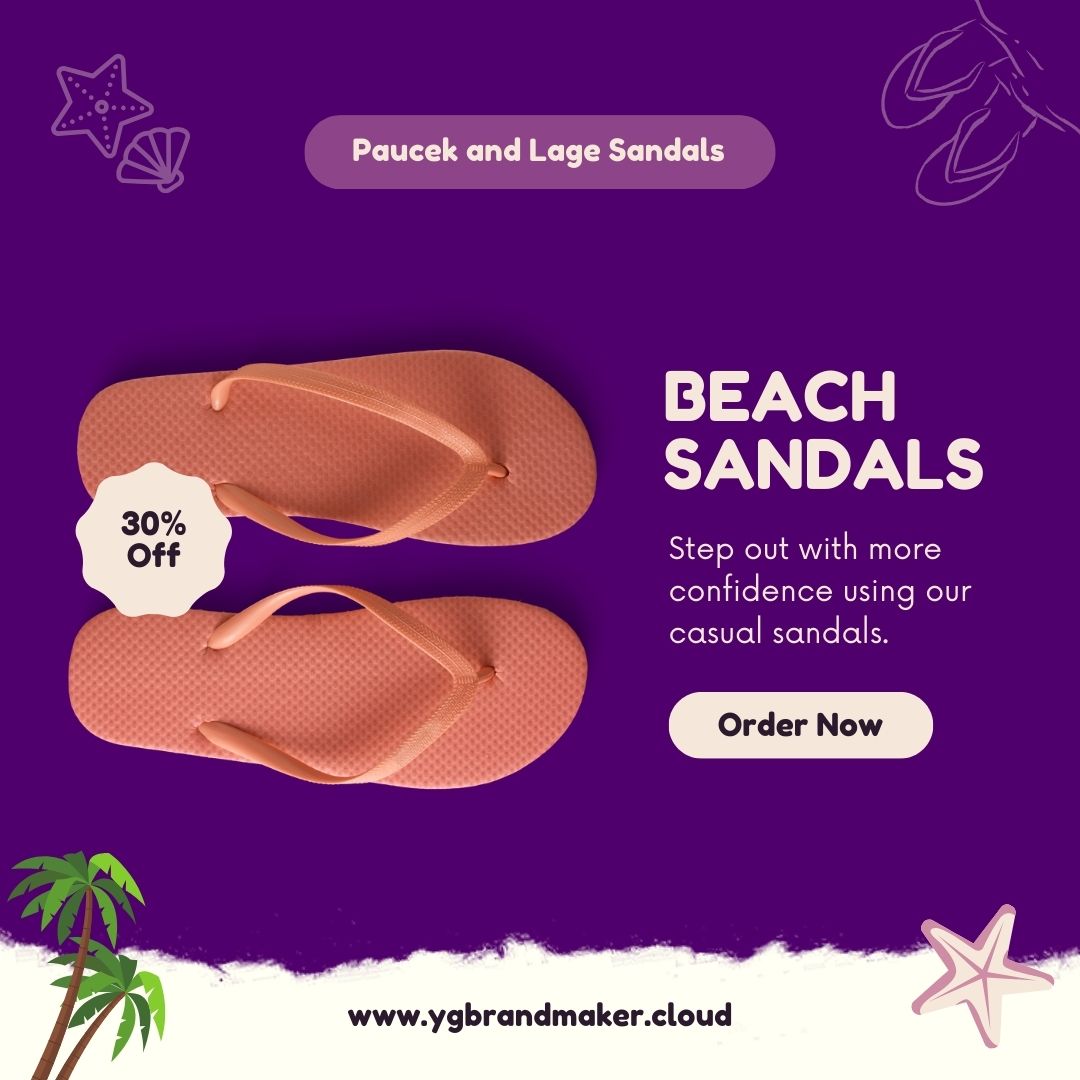 Paucek and Lage Sandals
BEACH
SANDALS
30%
Off
Step out with more
confidence using our
casual sandals.
Order Now
www.ygbrandmaker.cloud